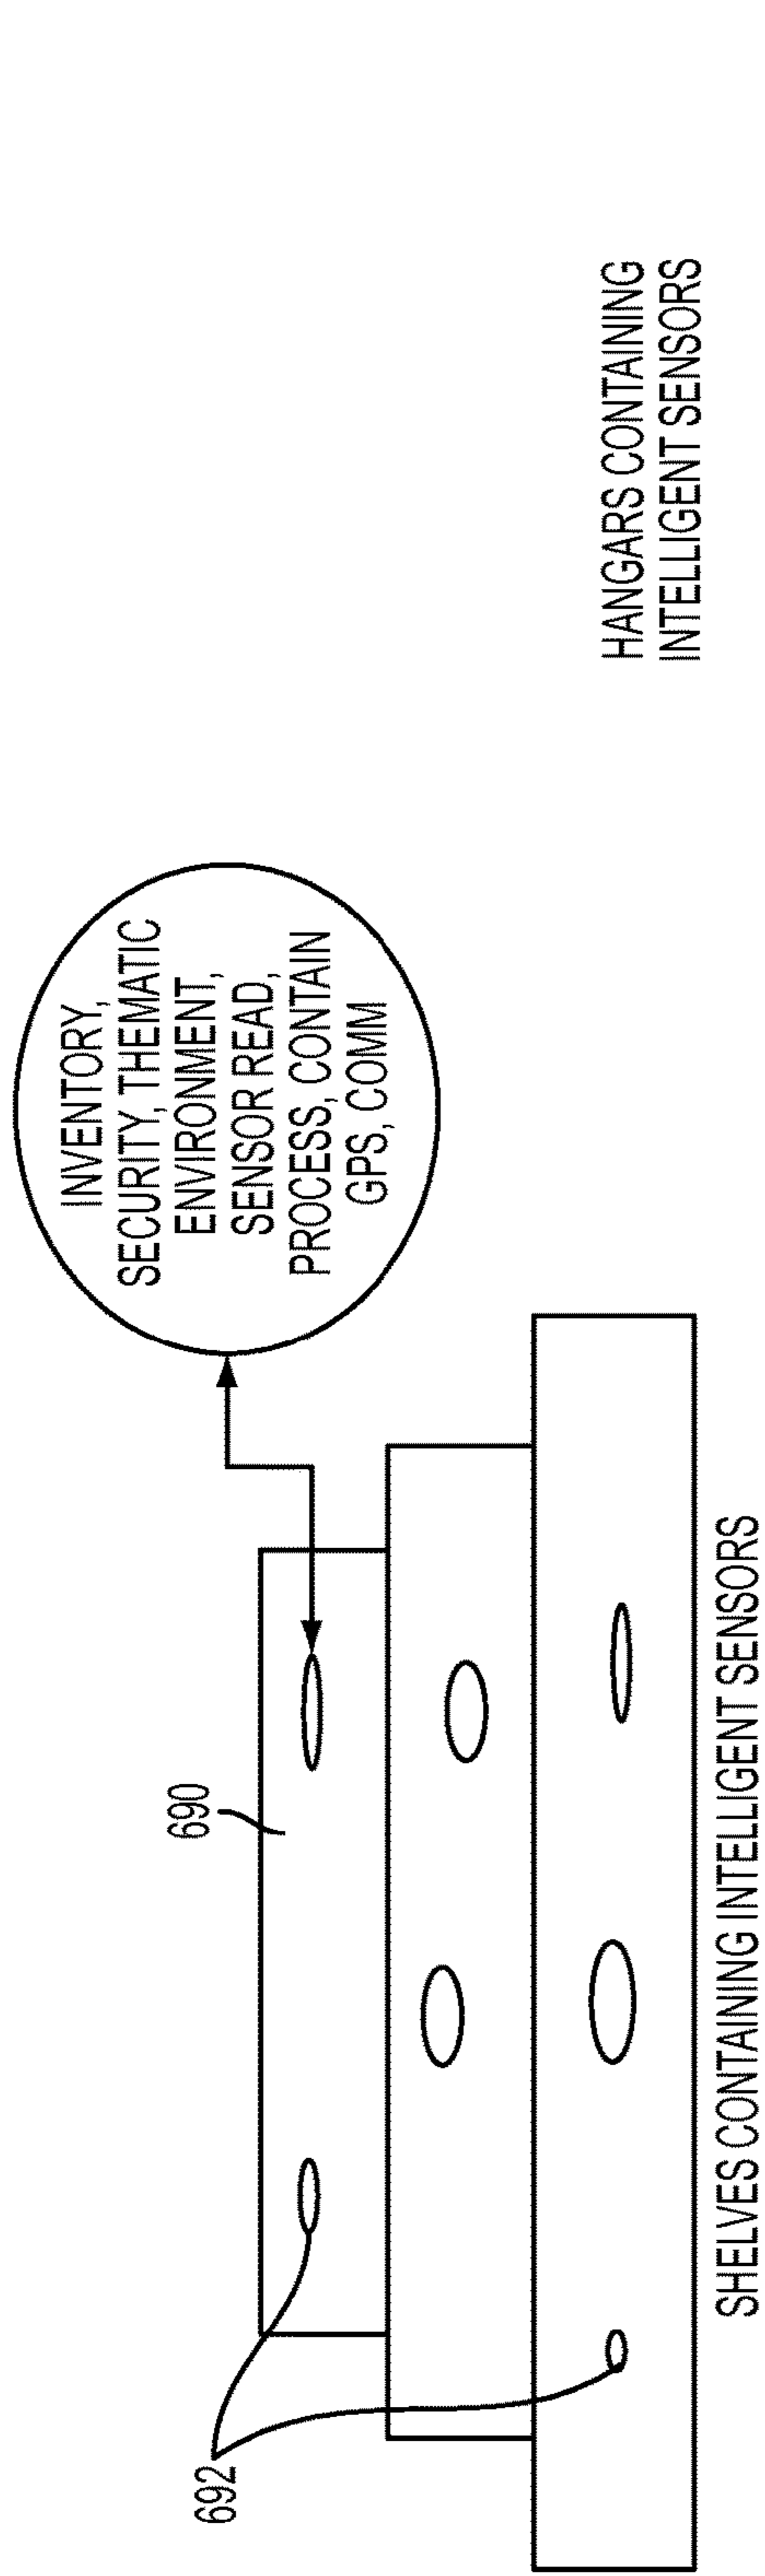 INVENTORY,
SECURITY, THEMATIC
ENVIRONMENT,
SENSOR READ,
PROCESS, CONTAIN
GPS, COMM
690
692
SHELVES CONTAINING INTELLIGENT SENSORS
HANGARS CONTAINING
INTELLIGENT SENSORS